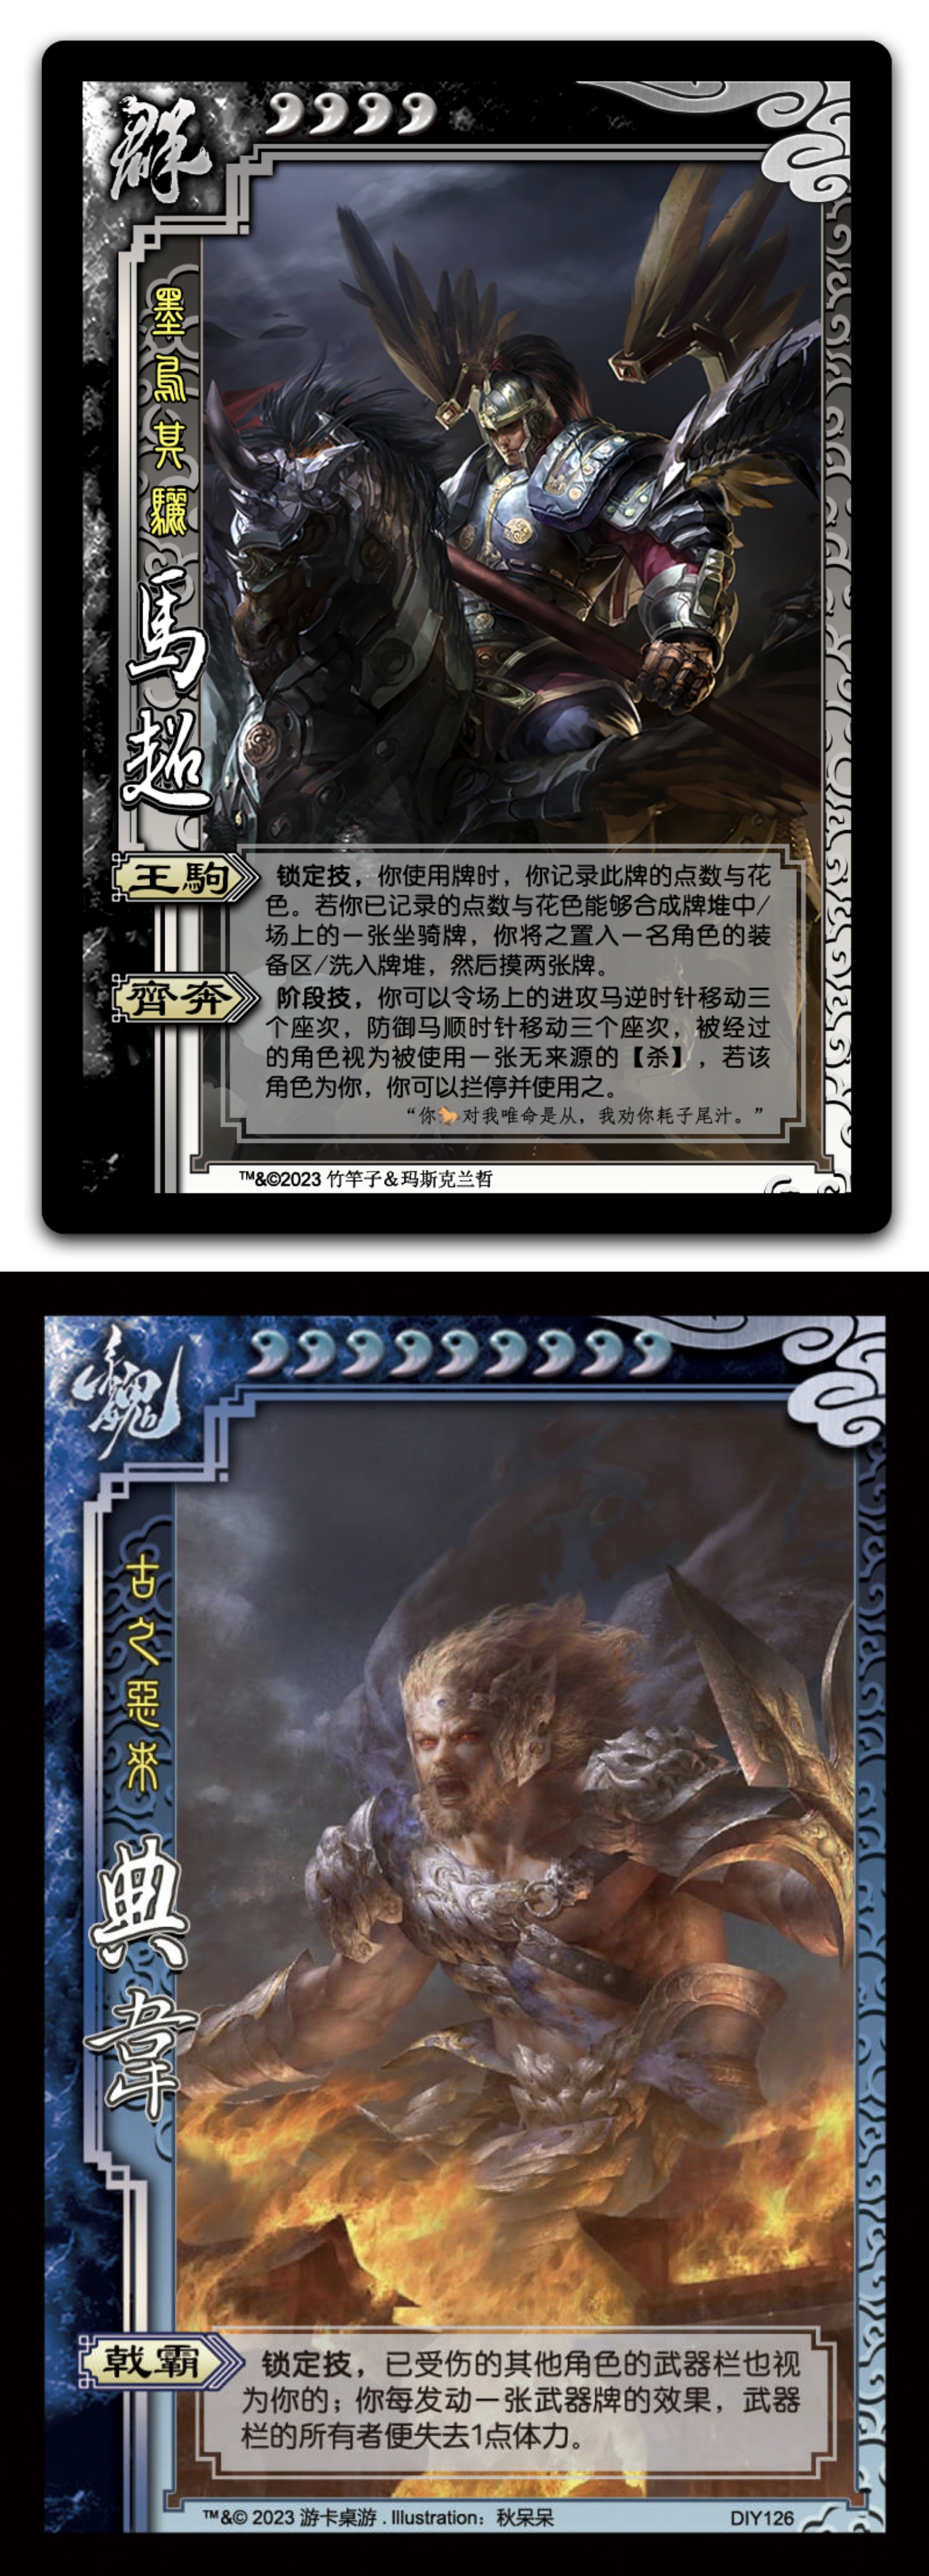 群
墨烏其驪
馬超
王駒
锁定技，你使用牌时，你记录此牌的点数与花
色。若你已记录的点数与花色能够合成牌堆中/
场上的一张坐骑牌，你将之置入一名角色的装
备区/洗入牌堆，然后摸两张牌。
齊奔
阶段技，你可以令场上的进攻马逆时针移动三
个座次，防御马顺时针移动三个座次，被经过
的角色视为被使用一张无来源的【杀】，若该
角色为你，你可以拦停并使用之。
“你🐎对我唯命是从，我劝你耗子尾汁。”
™&©2023 竹竿子&玛斯克兰哲
魏
古之惡來
典韋
戟霸
锁定技，已受伤的其他角色的武器栏也视
为你的；你每发动一张武器牌的效果，武器
栏的所有者便失去1点体力。
™&© 2023 游卡桌游 . Illustration：秋呆呆
DIY126